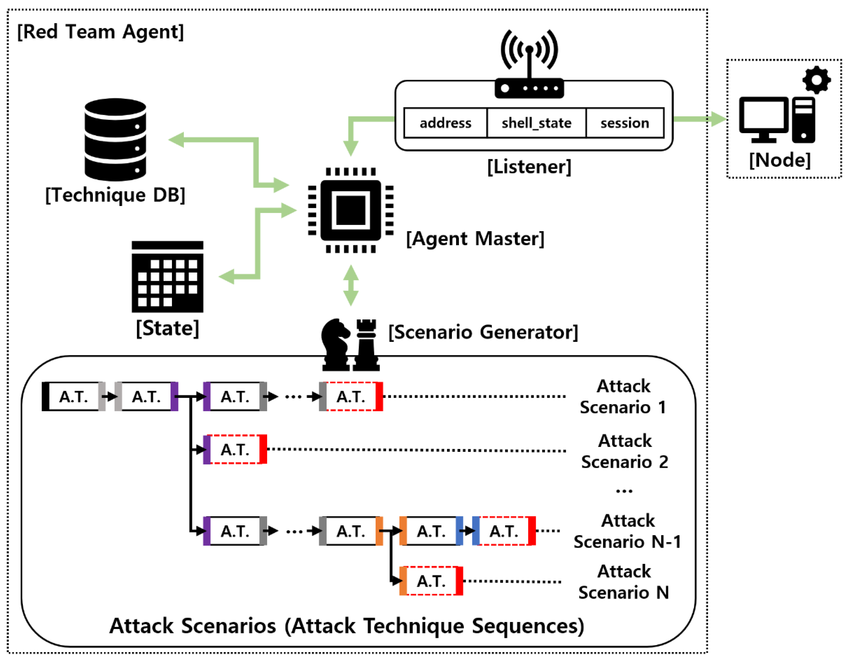 [Red Team Agent]
address shell_state session
[Listener]
[Node]
[Technique DB]
[Agent Master]
[State]
[Scenario Generator]
A.T. A.T. A.T. ... A.T. Attack
Scenario 1
A.T. Attack
Scenario 2
...
A.T. ... A.T. A.T. A.T. Attack
Scenario N-1
A.T. Attack
Scenario N
Attack Scenarios (Attack Technique Sequences)